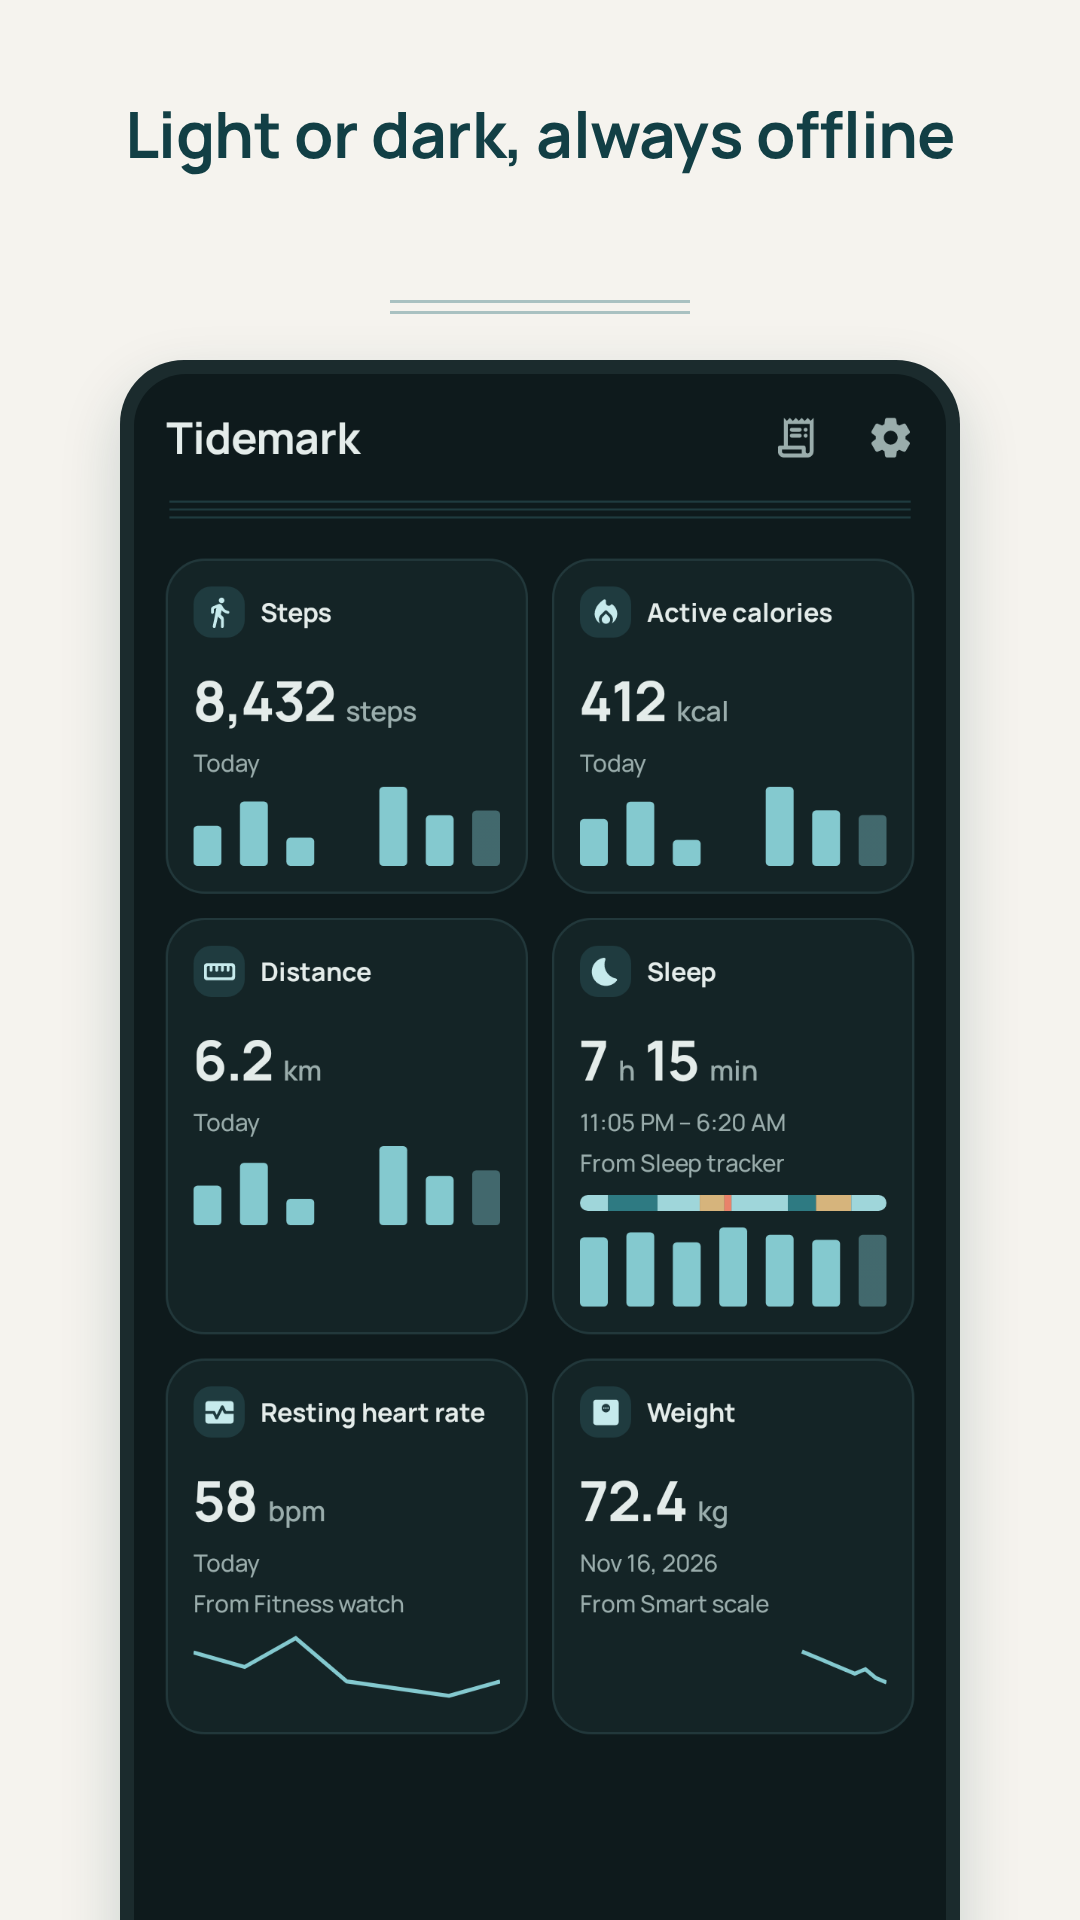 Light or dark, always offline
Tidemark
Steps
8,432 steps
Today
Active calories
412 kcal
Today
Distance
6.2 km
Today
Sleep
7 h 15 min
11:05 PM – 6:20 AM
From Sleep tracker
Resting heart rate
58 bpm
Today
From Fitness watch
Weight
72.4 kg
Nov 16, 2026
From Smart scale